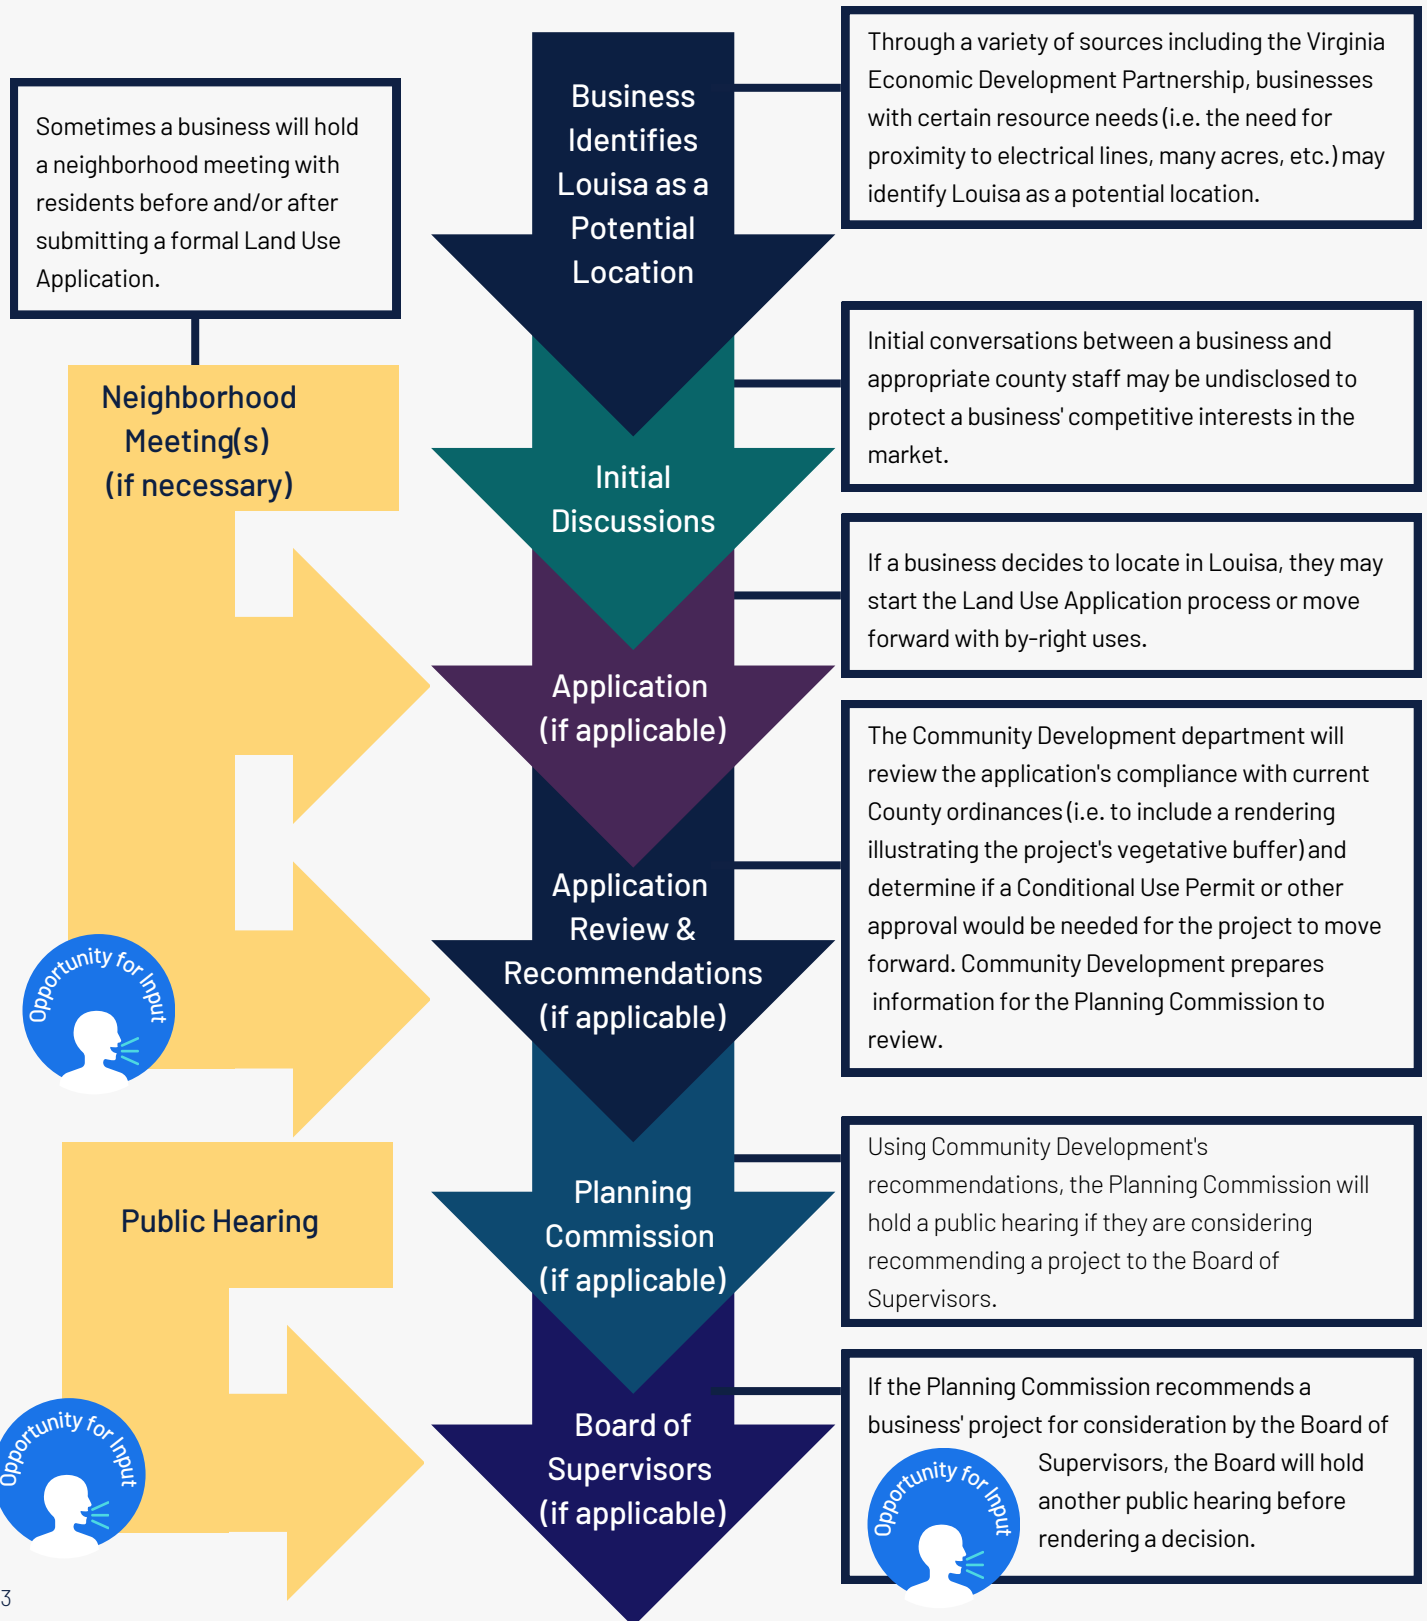 Business
Identifies
Louisa as a
Potential
Location
Through a variety of sources including the Virginia
Economic Development Partnership, businesses
with certain resource needs (i.e. the need for
proximity to electrical lines, many acres, etc.) may
identify Louisa as a potential location.
Sometimes a business will hold
a neighborhood meeting with
residents before and/or after
submitting a formal Land Use
Application.
Neighborhood
Meeting(s)
(if necessary)
Opportunity for Input
Initial
Discussions
Initial conversations between a business and
appropriate county staff may be undisclosed to
protect a business' competitive interests in the
market.
Application
(if applicable)
If a business decides to locate in Louisa, they may
start the Land Use Application process or move
forward with by-right uses.
Application
Review &
Recommendations
(if applicable)
The Community Development department will
review the application's compliance with current
County ordinances (i.e. to include a rendering
illustrating the project's vegetative buffer) and
determine if a Conditional Use Permit or other
approval would be needed for the project to move
forward. Community Development prepares
information for the Planning Commission to
review.
Public Hearing
Opportunity for Input
Planning
Commission
(if applicable)
Using Community Development's
recommendations, the Planning Commission will
hold a public hearing if they are considering
recommending a project to the Board of
Supervisors.
Board of
Supervisors
(if applicable)
If the Planning Commission recommends a
business' project for consideration by the Board of
Supervisors, the Board will hold
another public hearing before
rendering a decision.
Opportunity for Input
3